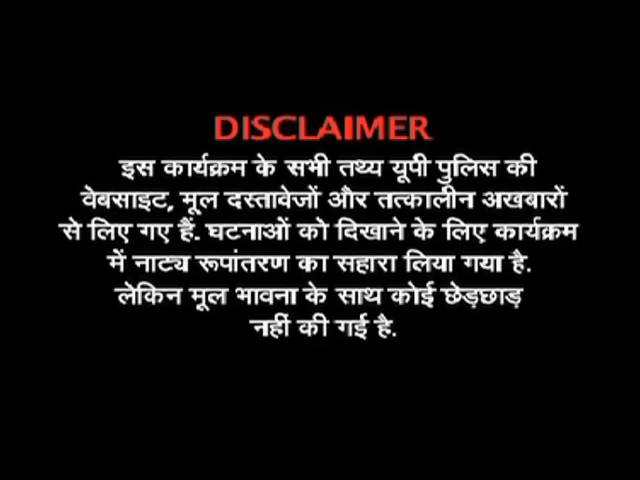 DISCLAIMER
इस कार्यक्रम के सभी तथ्य यूपी पुलिस की
वेबसाइट, मूल दस्तावेजों और तत्कालीन अखबारों
से लिए गए हैं. घटनाओं को दिखाने के लिए कार्यक्रम
में नाट्य रूपांतरण का सहारा लिया गया है.
लेकिन मूल भावना के साथ कोई छेड़छाड़
नहीं की गई है.